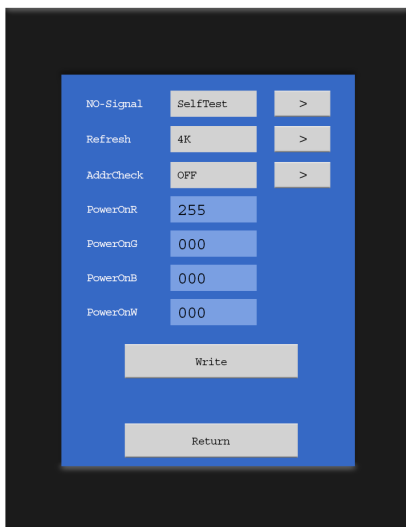 NO-Signal SelfTest >
Refresh 4K >
AddrCheck OFF >
PowerOnR 255
PowerOnG 000
PowerOnB 000
PowerOnW 000
Write
Return